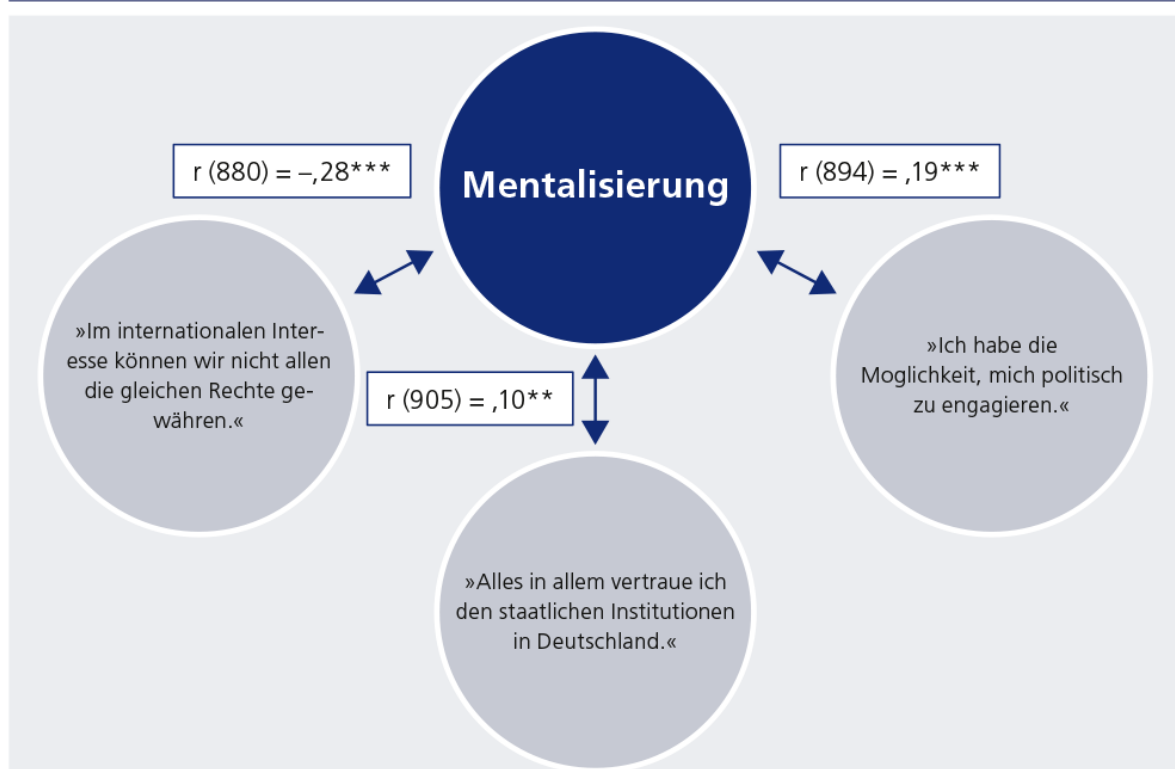 r (880) = –,28***
Mentalisierung
r (894) = ,19***
»Im internationalen Inter-
esse können wir nicht allen
die gleichen Rechte ge-
währen.«
r (905) = ,10**
»Ich habe die
Moglichkeit, mich politisch
zu engagieren.«
»Alles in allem vertraue ich
den staatlichen Institutionen
in Deutschland.«